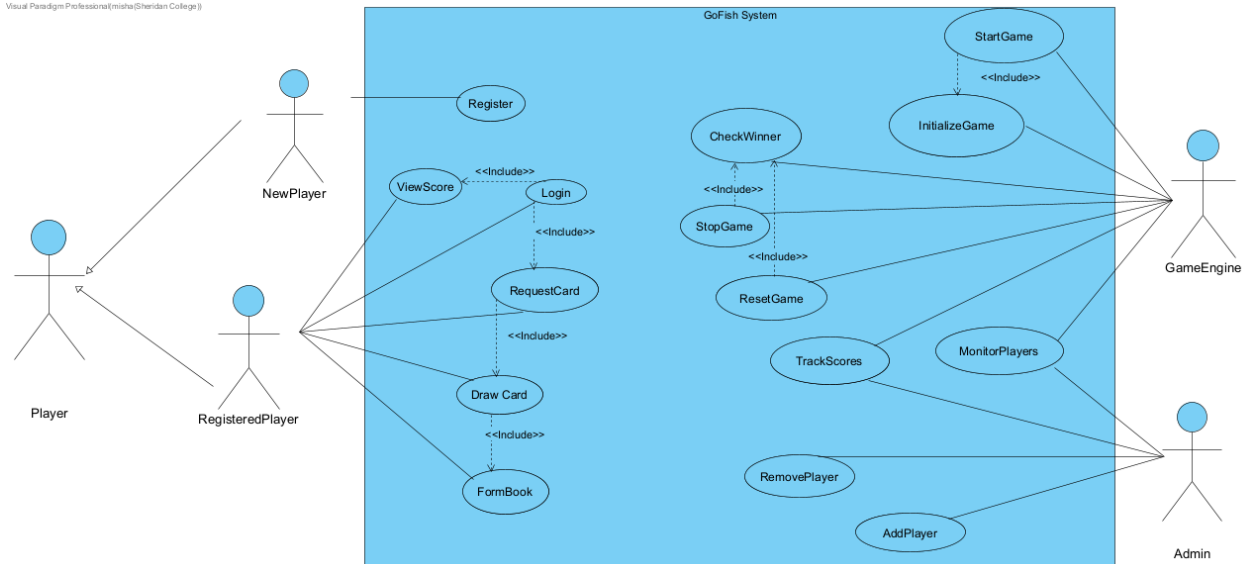 Visual Paradigm Professional(misha(Sheridan College))
GoFish System
StartGame
<<Include>>
InitializeGame
Register
CheckWinner
NewPlayer
<<Include>>
ViewScore
Login
<<Include>>
StopGame
<<Include>>
<<Include>>
GameEngine
RequestCard
ResetGame
<<Include>>
TrackScores
MonitorPlayers
Draw Card
Player
RegisteredPlayer
<<Include>>
RemovePlayer
FormBook
AddPlayer
Admin